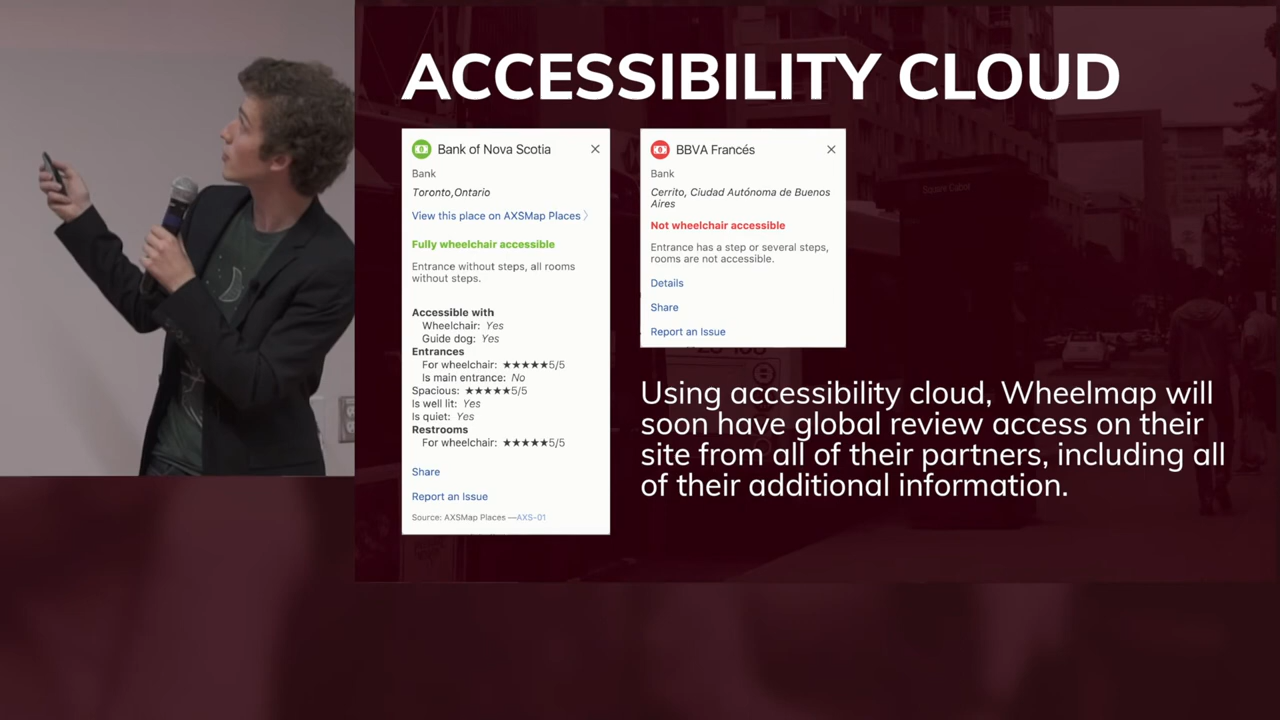 ACCESSIBILITY CLOUD
Bank of Nova Scotia
Bank
Toronto,Ontario
View this place on AXSMap Places
Fully wheelchair accessible
Entrance without steps, all rooms
without steps.
Accessible with
Wheelchair: Yes
Guide dog: Yes
Entrances
For wheelchair: ★★★★★5/5
Is main entrance: No
Spacious: ★★★★★5/5
Is well lit: Yes
Is quiet: Yes
Restrooms
For wheelchair: ★★★★★5/5
Share
Report an Issue
Source: AXSMap Places —AXS-01
BBVA Francés
Bank
Cerrito, Ciudad Autónoma de Buenos
Aires
Not wheelchair accessible
Entrance has a step or several steps,
rooms are not accessible.
Details
Share
Report an Issue
Using accessibility cloud, Wheelmap will
soon have global review access on their
site from all of their partners, including all
of their additional information.